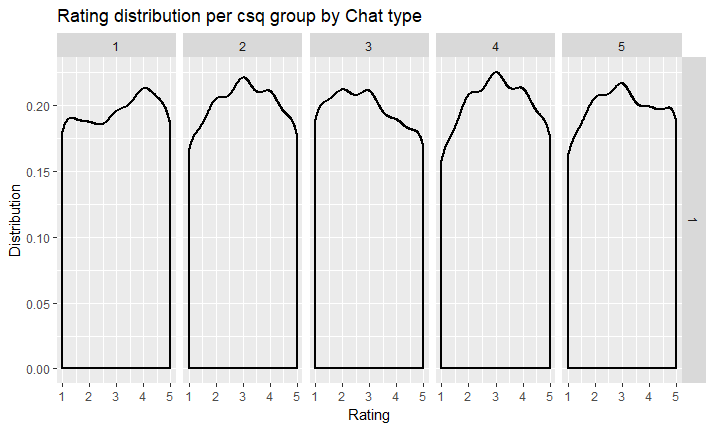 Rating distribution per csq group by Chat type
1 2 3 4 5
0.20
0.15
0.10
0.05
0.00
Distribution
1
1 2 3 4 5 1 2 3 4 5 1 2 3 4 5 1 2 3 4 5 1 2 3 4 5
Rating